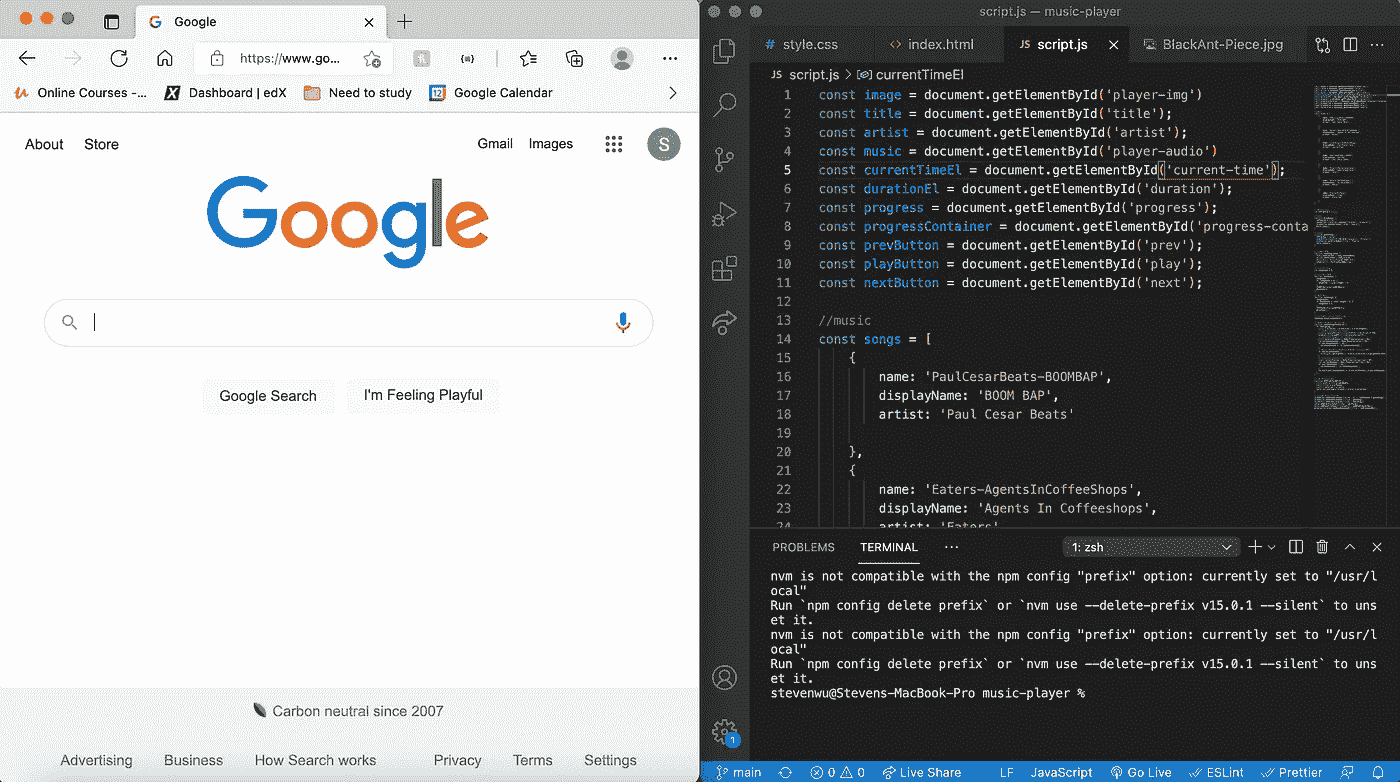 Google
https://www.go...
Online Courses -...
Dashboard | edX
Need to study
12
Google Calendar
About
Store
Gmail
Images
S
Google
Google Search
I'm Feeling Playful
Carbon neutral since 2007
Advertising
Business
How Search works
Privacy
Terms
Settings
script.js — music-player
# style.css
<> index.html
JS script.js
BlackAnt-Piece.jpg
JS script.js > currentTimeEl
1 const image = document.getElementById('player-img')
2 const title = document.getElementById('title');
3 const artist = document.getElementById('artist');
4 const music = document.getElementById('player-audio')
5 const currentTimeEl = document.getElementById('current-time');
6 const durationEl = document.getElementById('duration');
7 const progress = document.getElementById('progress');
8 const progressContainer = document.getElementById('progress-conta
9 const prevButton = document.getElementById('prev');
10 const playButton = document.getElementById('play');
11 const nextButton = document.getElementById('next');
12
13 //music
14 const songs = [
15 {
16 name: 'PaulCesarBeats-BOOMBAP',
17 displayName: 'BOOM BAP',
18 artist: 'Paul Cesar Beats'
19
20 },
21 {
22 name: 'Eaters-AgentsInCoffeeShops',
23 displayName: 'Agents In Coffeeshops',
24 artist: 'Eaters'
PROBLEMS
TERMINAL
...
1: zsh
nvm is not compatible with the npm config "prefix" option: currently set to "/usr/l
ocal"
Run `npm config delete prefix` or `nvm use --delete-prefix v15.0.1 --silent` to uns
et it.
nvm is not compatible with the npm config "prefix" option: currently set to "/usr/l
ocal"
Run `npm config delete prefix` or `nvm use --delete-prefix v15.0.1 --silent` to uns
et it.
stevenwu@Stevens-MacBook-Pro music-player %
1
main
0
0
Live Share
LF
JavaScript
Go Live
ESLint
Prettier